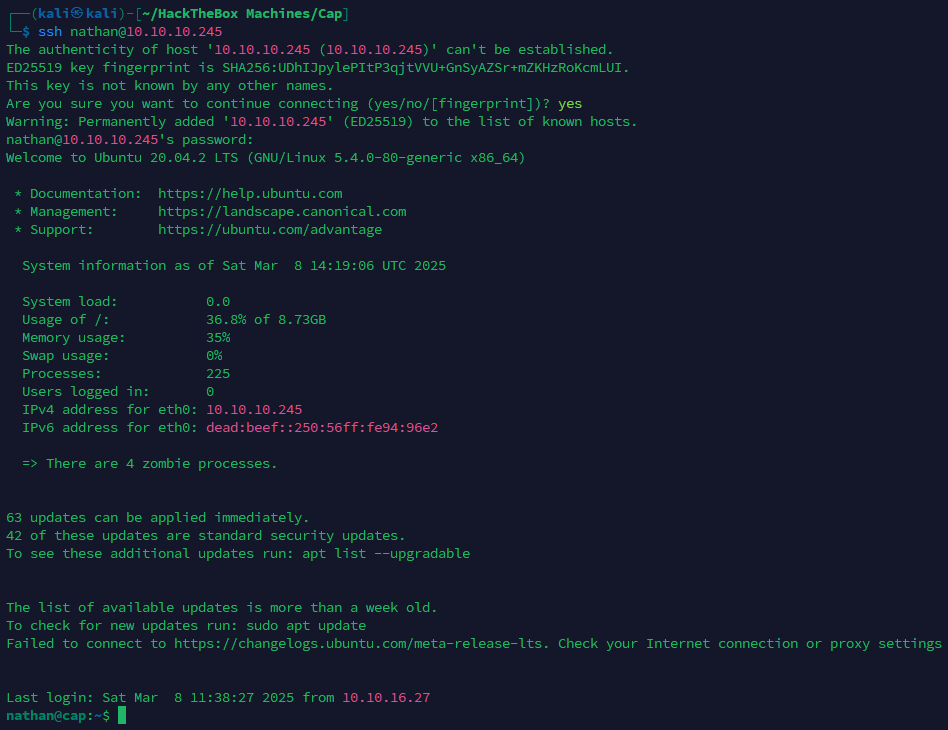 ┌──(kali㉿kali)-[~/HackTheBox Machines/Cap]
└─$ ssh nathan@10.10.10.245
The authenticity of host '10.10.10.245 (10.10.10.245)' can't be established.
ED25519 key fingerprint is SHA256:UDhIJpylePItP3qjtVVU+GnSyAZSr+mZKHzRoKcmLUI.
This key is not known by any other names.
Are you sure you want to continue connecting (yes/no/[fingerprint])? yes
Warning: Permanently added '10.10.10.245' (ED25519) to the list of known hosts.
nathan@10.10.10.245's password:
Welcome to Ubuntu 20.04.2 LTS (GNU/Linux 5.4.0-80-generic x86_64)

 * Documentation:  https://help.ubuntu.com
 * Management:     https://landscape.canonical.com
 * Support:        https://ubuntu.com/advantage

  System information as of Sat Mar  8 14:19:06 UTC 2025

  System load:           0.0
  Usage of /:            36.8% of 8.73GB
  Memory usage:          35%
  Swap usage:            0%
  Processes:             225
  Users logged in:       0
  IPv4 address for eth0: 10.10.10.245
  IPv6 address for eth0: dead:beef::250:56ff:fe94:96e2

  => There are 4 zombie processes.

63 updates can be applied immediately.
42 of these updates are standard security updates.
To see these additional updates run: apt list --upgradable

The list of available updates is more than a week old.
To check for new updates run: sudo apt update
Failed to connect to https://changelogs.ubuntu.com/meta-release-lts. Check your Internet connection or proxy settings

Last login: Sat Mar  8 11:38:27 2025 from 10.10.16.27
nathan@cap:~$